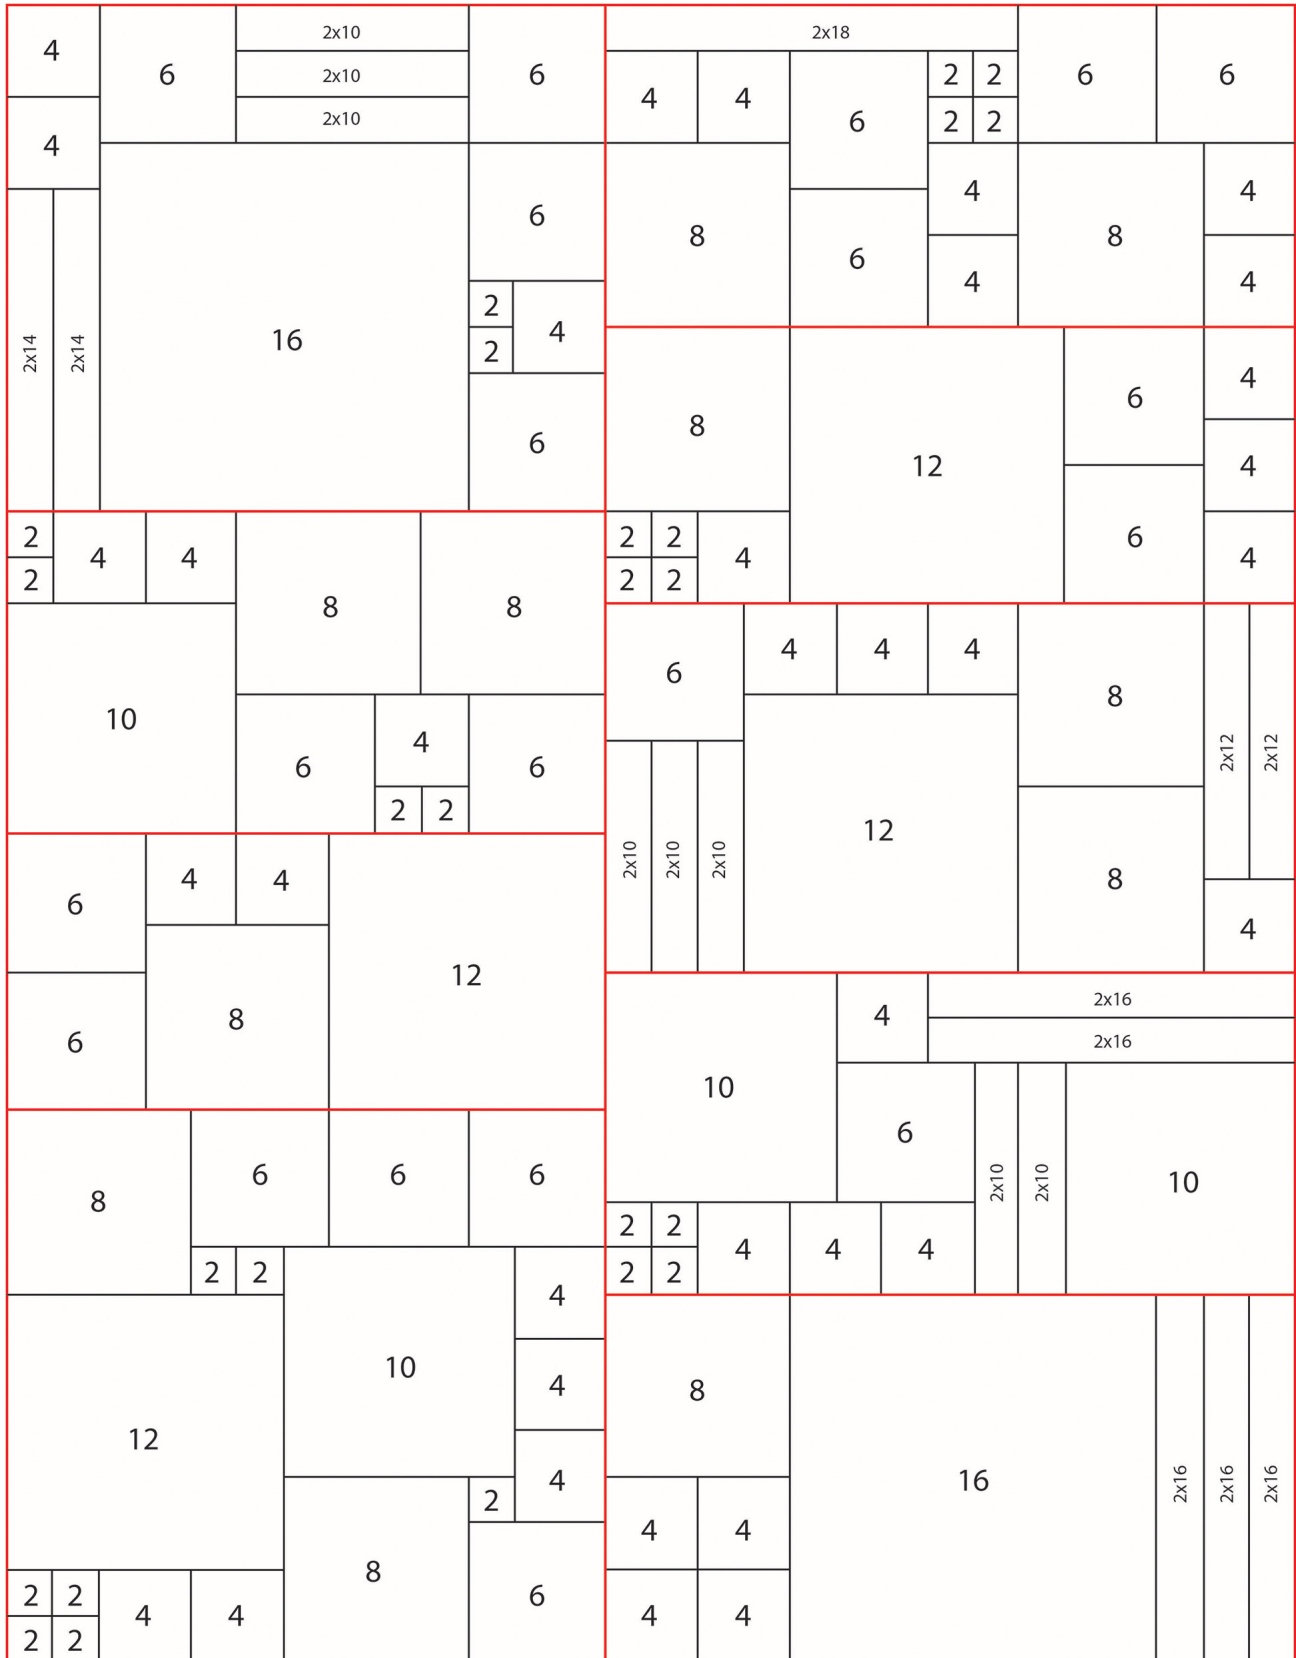 4 6 2x10 6 2x18 6 6
2x10
2x10
4 4 6 2 2
2 2
4
6 8 6 4 8 4
4 4
2x14 2x14 16 2 4
2
6 8 12 6 4
4
6
2 4 4 8 8 2 2 4 4
2 2 2
10 6 4 4 4 8 2x12 2x12
6 4 6
2 2
2x10 2x10 2x10 12 8
6 4 4 12
4
6 8
10 4 2x16
2x16
6 2x10 2x10 10
8 6 6 6
2 2 4 4 4
2 2
2 2 10 4
4
4
8 16 2x16 2x16 2x16
12
2
8 6 4 4
2 2 4 4 4 4
2 2